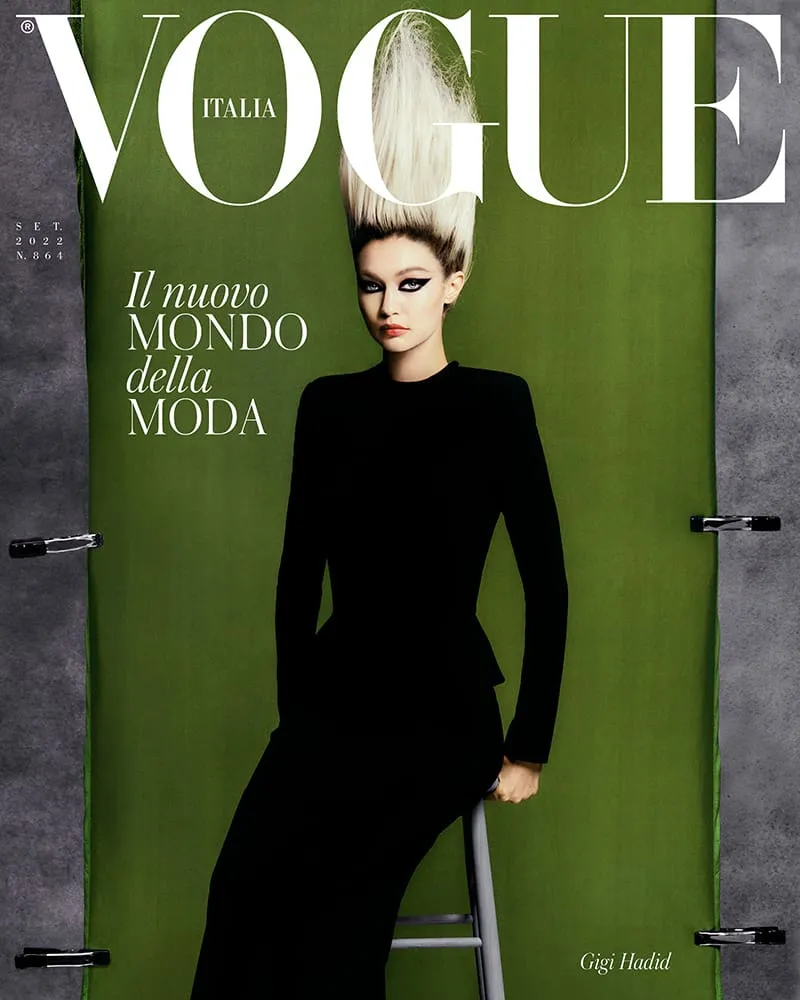 ®
VOGUE
ITALIA
SET.
2022
N. 864
Il nuovo
MONDO
della
MODA
Gigi Hadid